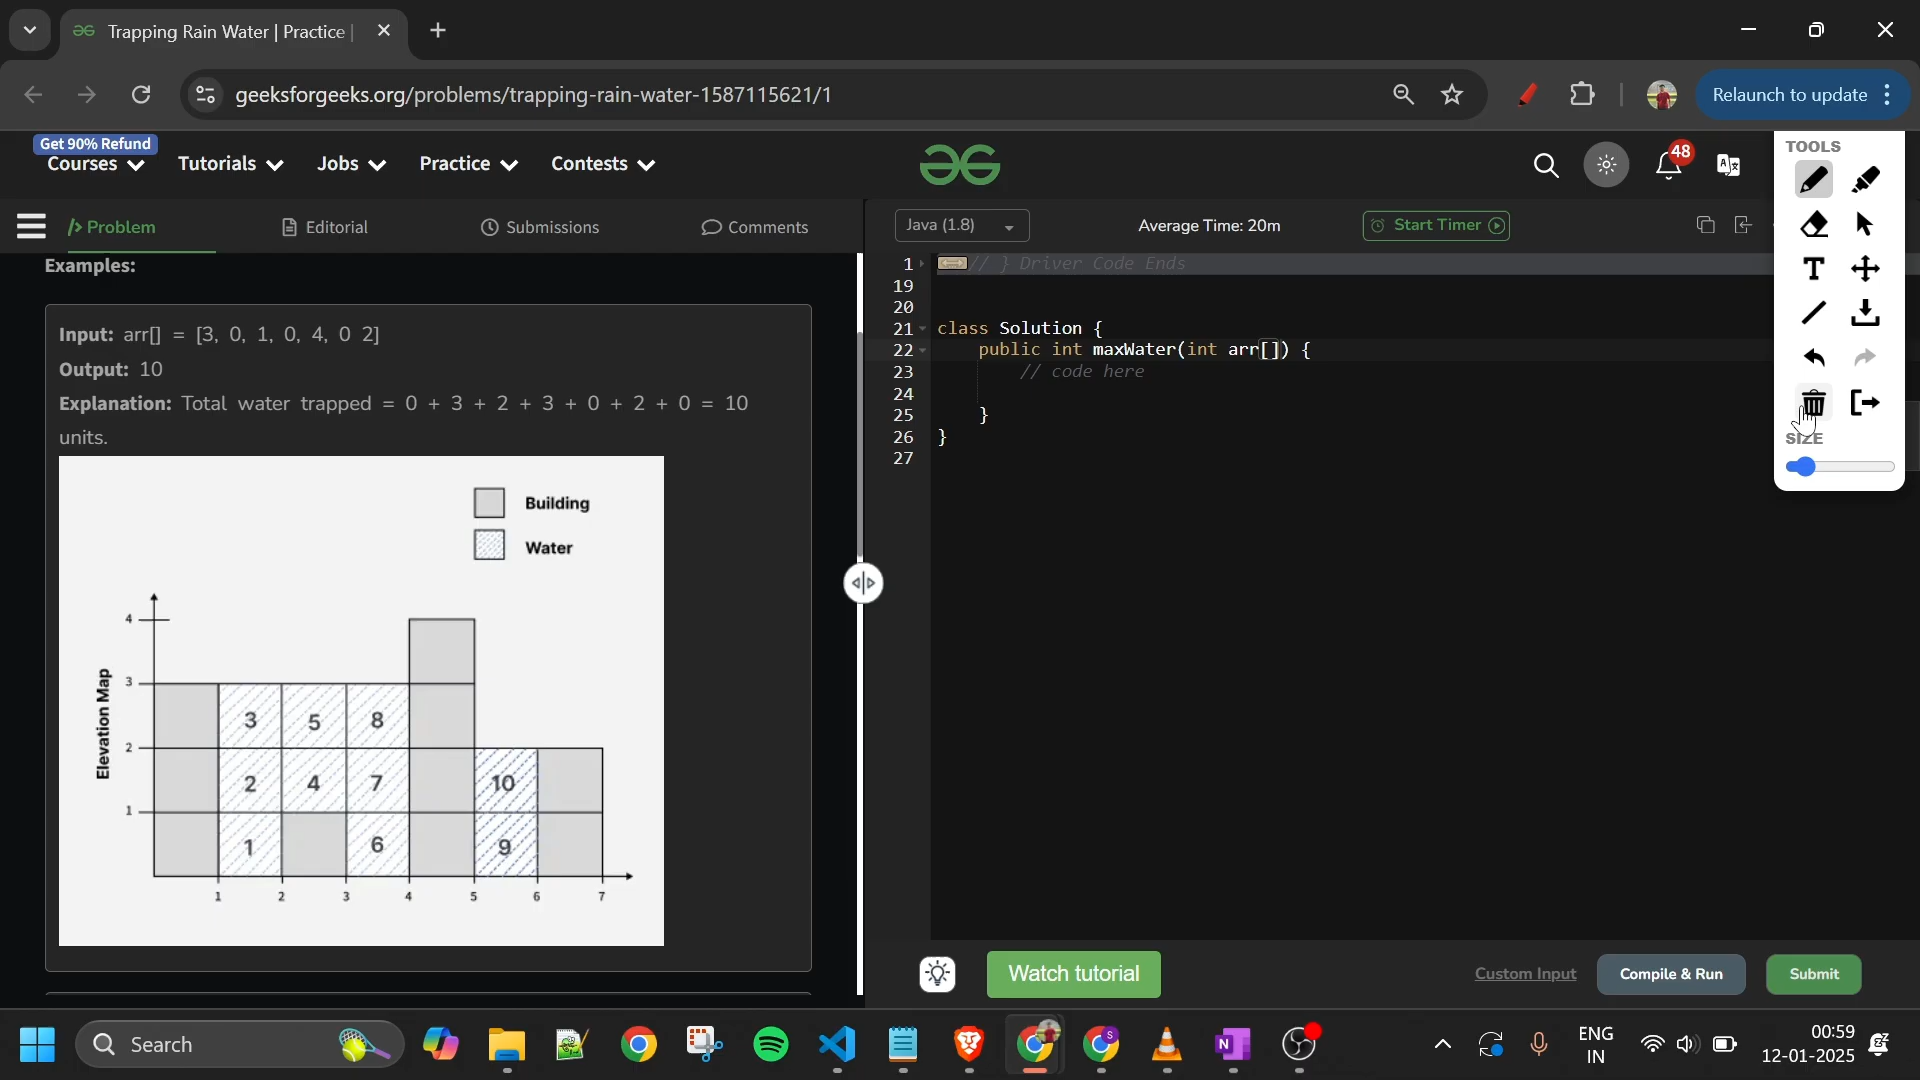 Trapping Rain Water | Practice |
geeksforgeeks.org/problems/trapping-rain-water-1587115621/1
Relaunch to update
Get 90% Refund
Courses
Tutorials
Jobs
Practice
Contests
48
TOOLS
Problem
Editorial
Submissions
Comments
Java (1.8)
Average Time: 20m
Start Timer
Examples:
Input: arr[] = [3, 0, 1, 0, 4, 0 2]
Output: 10
Explanation: Total water trapped = 0 + 3 + 2 + 3 + 0 + 2 + 0 = 10
units.
Building
Water
Elevation Map
4
3
2
1
3 5 8
2 4 7 10
1 6 9
1 2 3 4 5 6 7
1 // } Driver Code Ends
19
20
21 class Solution {
22 public int maxWater(int arr[]) {
23 // code here
24
25 }
26 }
27
SIZE
Watch tutorial
Custom Input
Compile & Run
Submit
Search
ENG
IN
00:59
12-01-2025